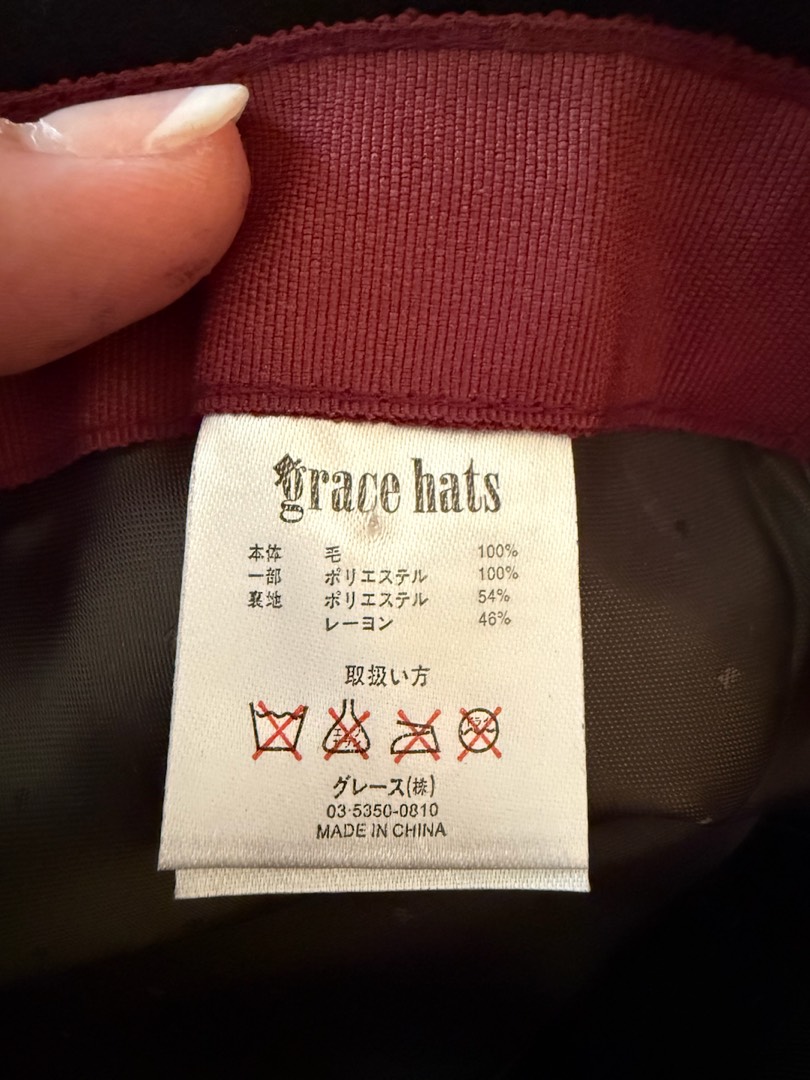 grace hats
本体 毛 100%
一部 ポリエステル 100%
裏地 ポリエステル 54%
レーヨン 46%
取扱い方
グレース(株)
03-5350-0810
MADE IN CHINA